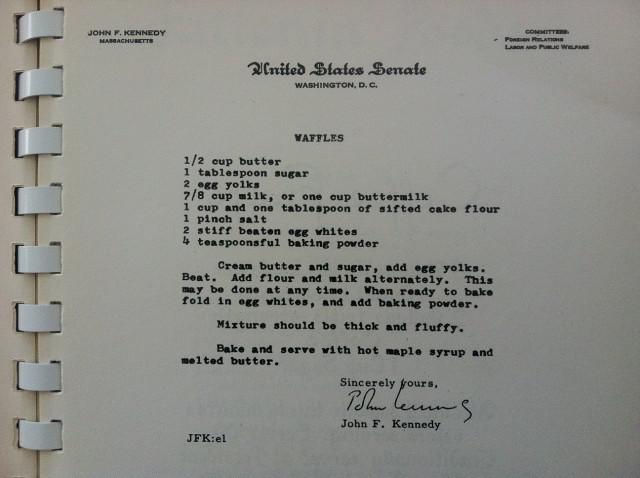 JOHN F. KENNEDY
MASSACHUSETTS
COMMITTEES:
FOREIGN RELATIONS
LABOR AND PUBLIC WELFARE
United States Senate
WASHINGTON, D. C.
WAFFLES
1/2 cup butter
1 tablespoon sugar
2 egg yolks
7/8 cup milk, or one cup buttermilk
1 cup and one tablespoon of sifted cake flour
1 pinch salt
2 stiff beaten egg whites
4 teaspoonsful baking powder
Cream butter and sugar, add egg yolks.
Beat. Add flour and milk alternately. This
may be done at any time. When ready to bake
fold in egg whites, and add baking powder.
Mixture should be thick and fluffy.
Bake and serve with hot maple syrup and
melted butter.
Sincerely yours,
John F. Kennedy
JFK:el